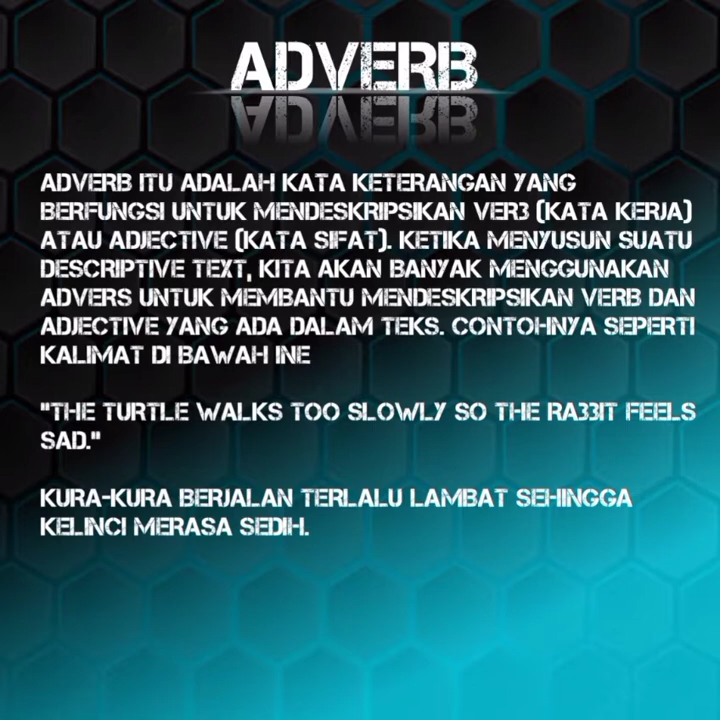 ADVERB
ADVERB ITU ADALAH KATA KETERANGAN YANG
BERFUNGSI UNTUK MENDESKRIPSIKAN VER3 (KATA KERJA)
ATAU ADJECTIVE (KATA SIFAT). KETIKA MENYUSUN SUATU
DESCRIPTIVE TEXT, KITA AKAN BANYAK MENGGUNAKAN
ADVERS UNTUK MEMBANTU MENDESKRIPSIKAN VERB DAN
ADJECTIVE YANG ADA DALAM TEKS. CONTOHNYA SEPERTI
KALIMAT DI BAWAH INE
"THE TURTLE WALKS TOO SLOWLY SO THE RA33IT FEELS
SAD."
KURA-KURA BERJALAN TERLALU LAMBAT SEHINGGA
KELINCI MERASA SEDIH.